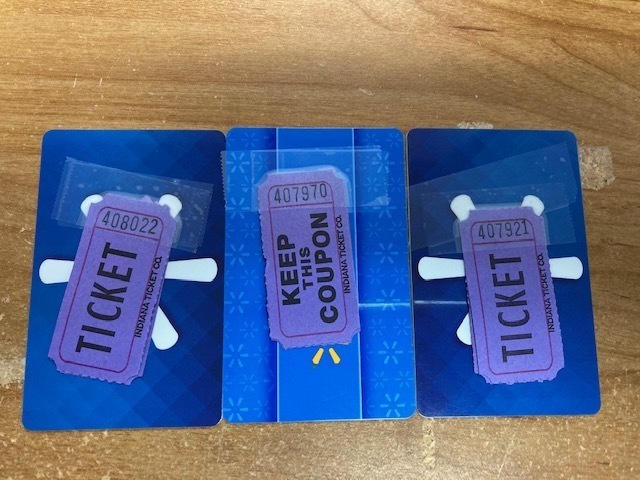 408022
TICKET
INDIANA TICKET CO.
407970
KEEP
THIS
COUPON
INDIANA TICKET CO.
407921
TICKET
INDIANA TICKET CO.